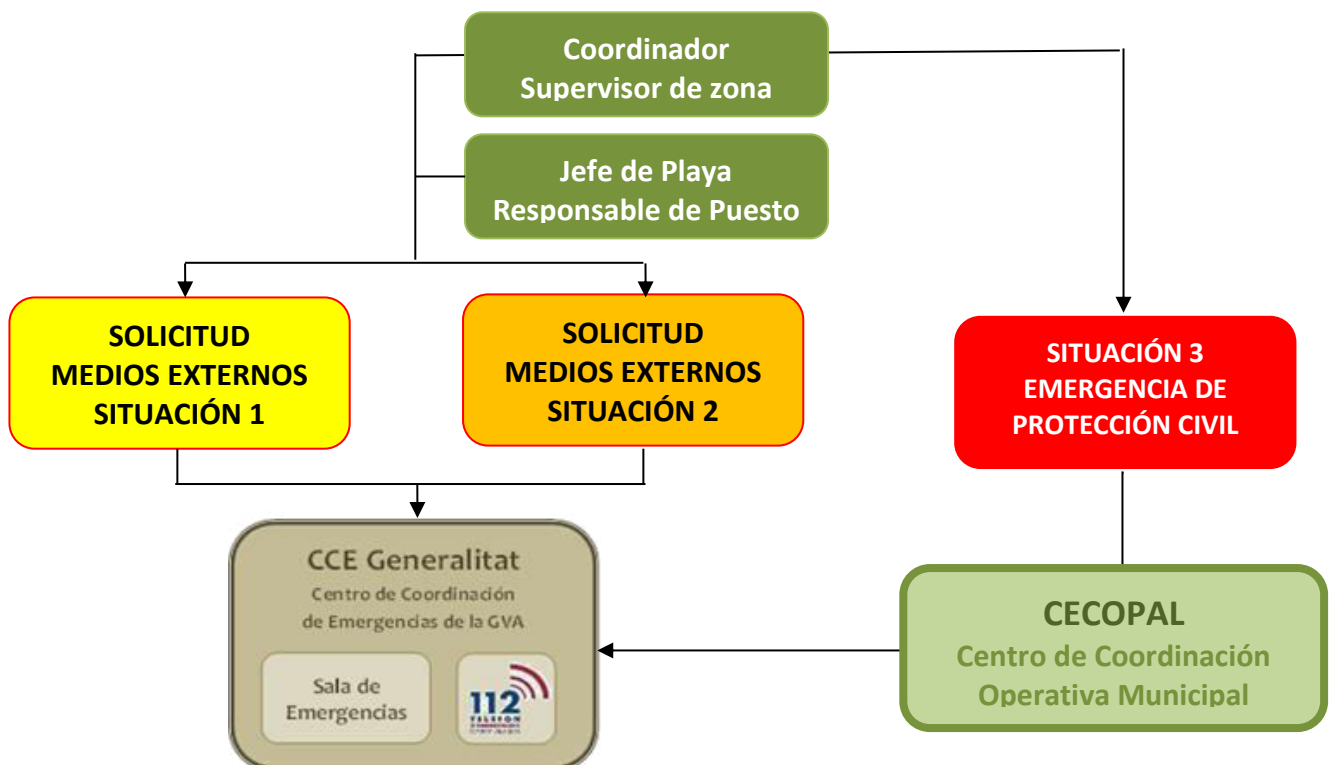 Coordinador
Supervisor de zona
Jefe de Playa
Responsable de Puesto
SOLICITUD
MEDIOS EXTERNOS
SITUACIÓN 1
SOLICITUD
MEDIOS EXTERNOS
SITUACIÓN 2
SITUACIÓN 3
EMERGENCIA DE
PROTECCIÓN CIVIL
CCE Generalitat
Centro de Coordinación
de Emergencias de la GVA
Sala de
Emergencias
112
CECOPAL
Centro de Coordinación
Operativa Municipal